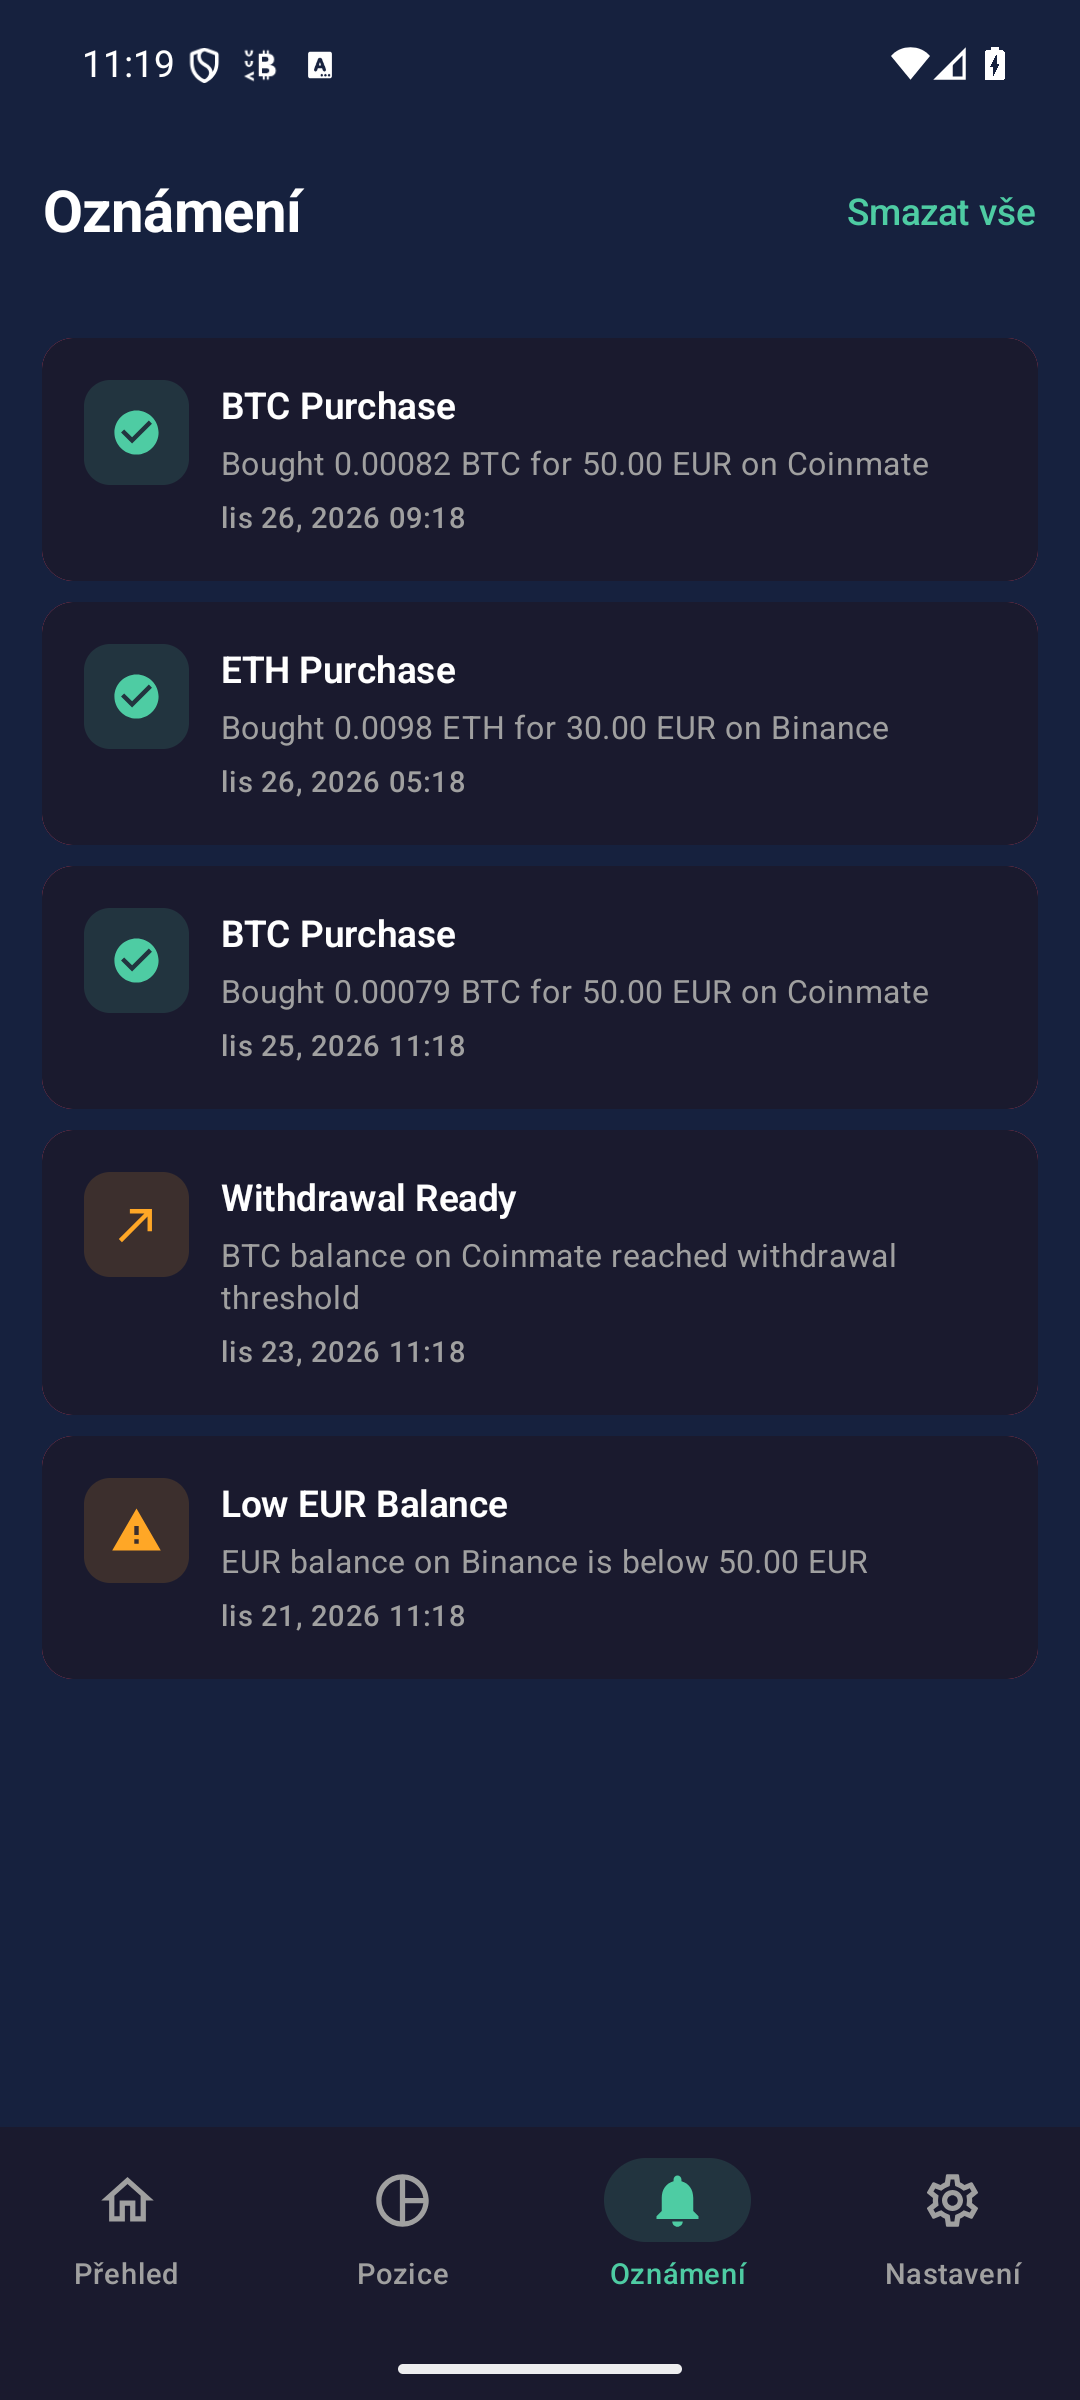 11:19
Oznámení
Smazat vše
BTC Purchase
Bought 0.00082 BTC for 50.00 EUR on Coinmate
lis 26, 2026 09:18
ETH Purchase
Bought 0.0098 ETH for 30.00 EUR on Binance
lis 26, 2026 05:18
BTC Purchase
Bought 0.00079 BTC for 50.00 EUR on Coinmate
lis 25, 2026 11:18
Withdrawal Ready
BTC balance on Coinmate reached withdrawal
threshold
lis 23, 2026 11:18
Low EUR Balance
EUR balance on Binance is below 50.00 EUR
lis 21, 2026 11:18
Přehled
Pozice
Oznámení
Nastavení